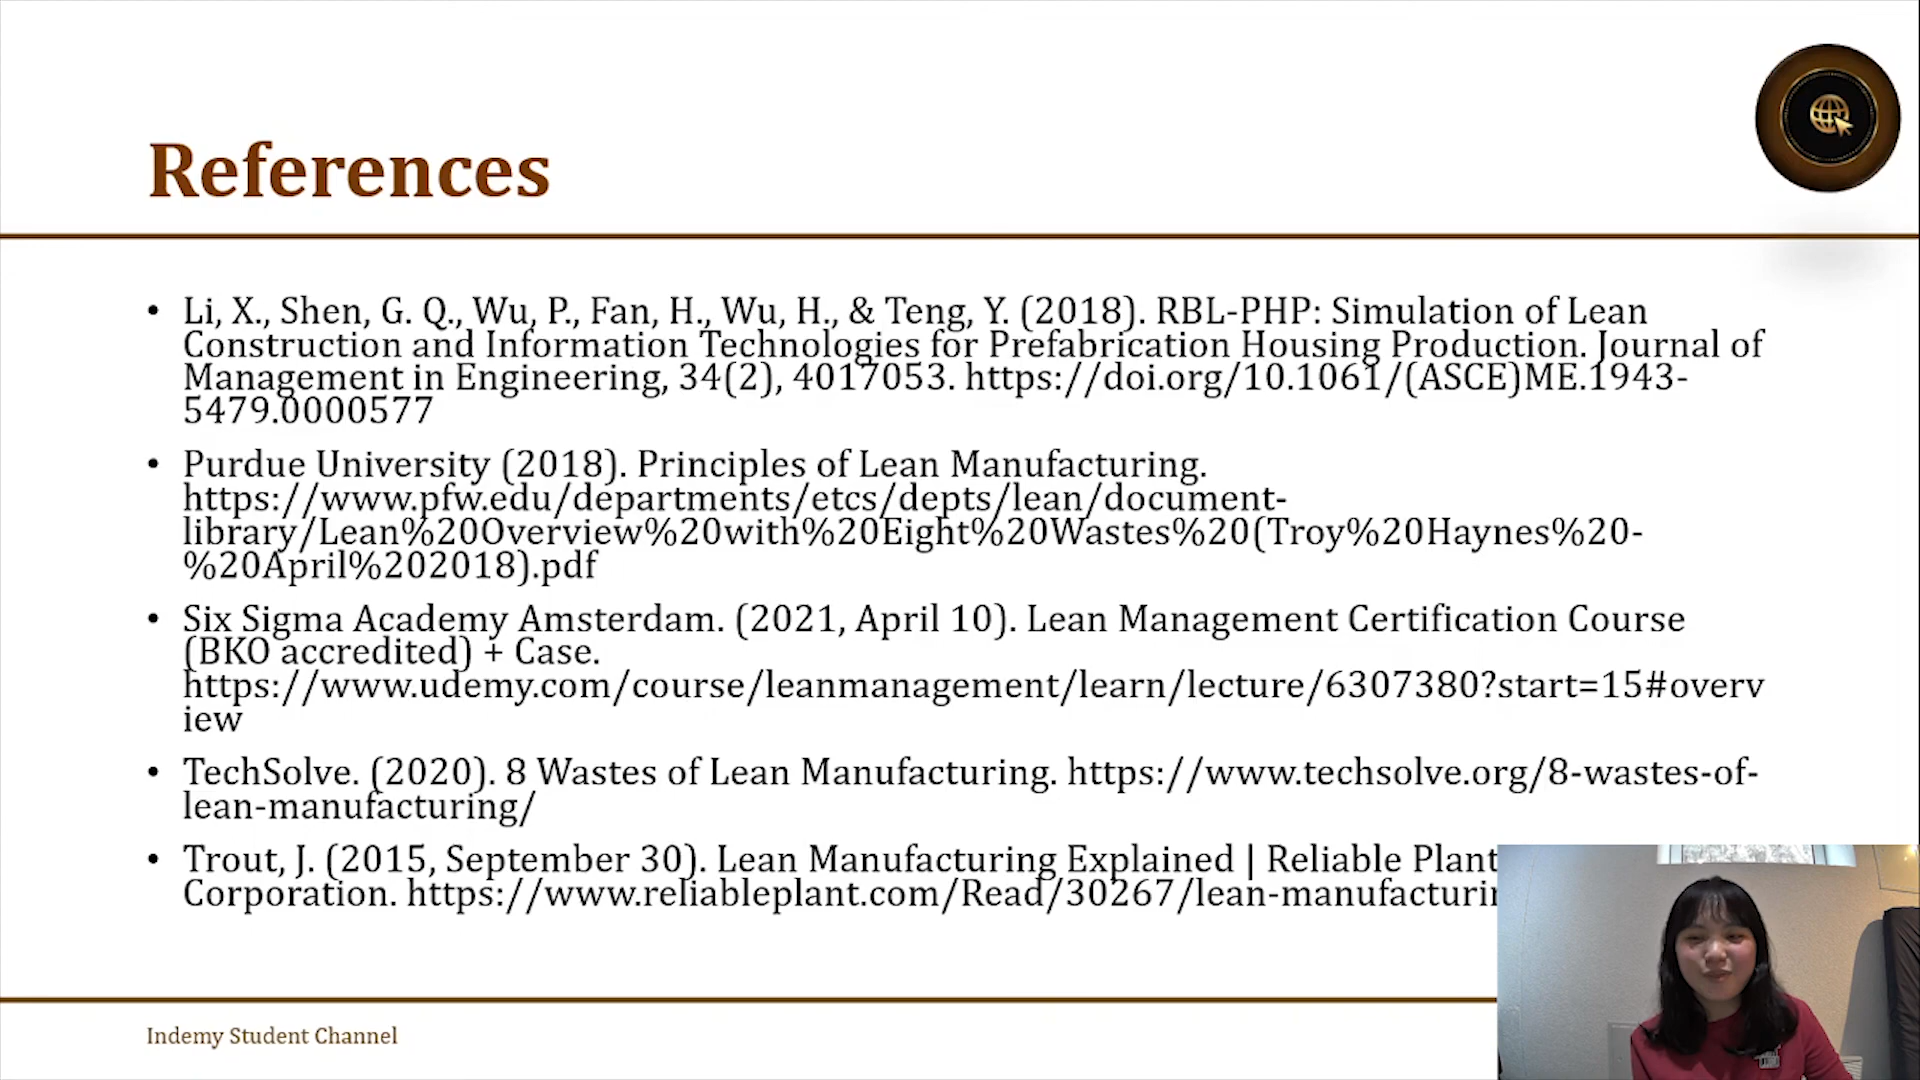 References
• Li, X., Shen, G. Q., Wu, P., Fan, H., Wu, H., & Teng, Y. (2018). RBL-PHP: Simulation of Lean
Construction and Information Technologies for Prefabrication Housing Production. Journal of
Management in Engineering, 34(2), 4017053. https://doi.org/10.1061/(ASCE)ME.1943-
5479.0000577
• Purdue University (2018). Principles of Lean Manufacturing.
https://www.pfw.edu/departments/etcs/depts/lean/document-
library/Lean%20Overview%20with%20Eight%20Wastes%20(Troy%20Haynes%20-
%20April%202018).pdf
• Six Sigma Academy Amsterdam. (2021, April 10). Lean Management Certification Course
(BKO accredited) + Case.
https://www.udemy.com/course/leanmanagement/learn/lecture/6307380?start=15#overv
iew
• TechSolve. (2020). 8 Wastes of Lean Manufacturing. https://www.techsolve.org/8-wastes-of-
lean-manufacturing/
• Trout, J. (2015, September 30). Lean Manufacturing Explained | Reliable Plant
Corporation. https://www.reliableplant.com/Read/30267/lean-manufacturin
Indemy Student Channel